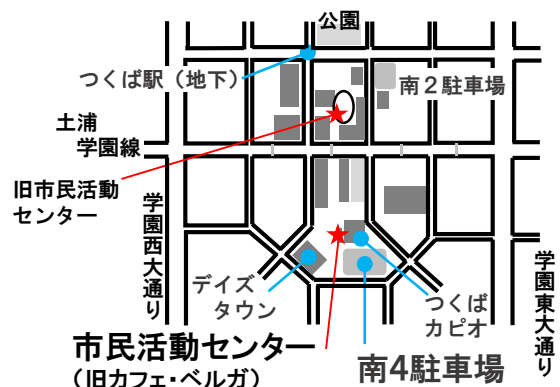 公園
つくば駅（地下）
南２駐車場
土浦
学園線
旧市民活動
センター
学園西大通り
デイズ
タウン
つくば
カピオ
学園東大通り
市民活動センター
（旧カフェ・ベルガ）
南4駐車場